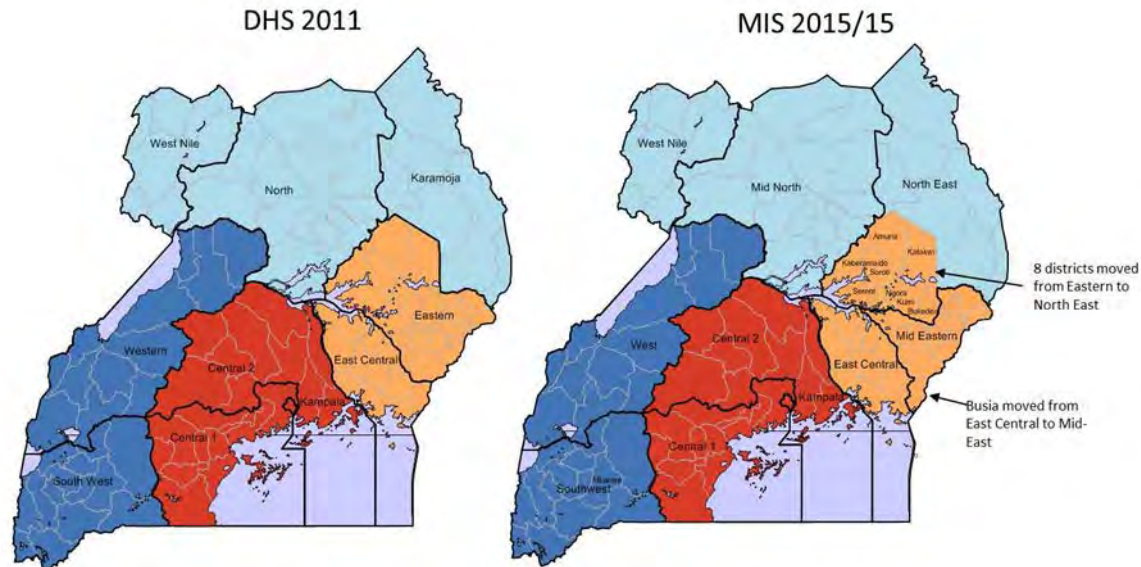 DHS 2011
MIS 2015/15
West Nile
North
Karamoja
Western
Central 2
Eastern
East Central
Kampala
Central 1
South West
West Nile
Mid North
North East
Amuria
Katakwi
Kaberamaido
Soroti
Serere
Ngora
Kumi
Bukedea
Mid Eastern
West
Central 2
East Central
Kampala
Central 1
Southwest
8 districts moved
from Eastern to
North East
Busia moved from
East Central to Mid-
East